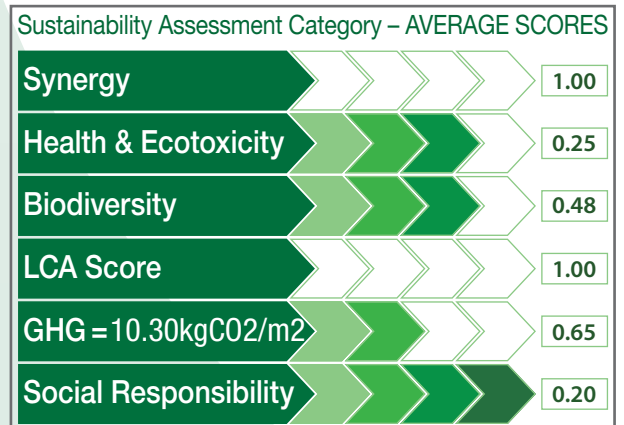 Sustainability Assessment Category – AVERAGE SCORES
Synergy 1.00
Health & Ecotoxicity 0.25
Biodiversity 0.48
LCA Score 1.00
GHG =10.30kgCO2/m2 0.65
Social Responsibility 0.20